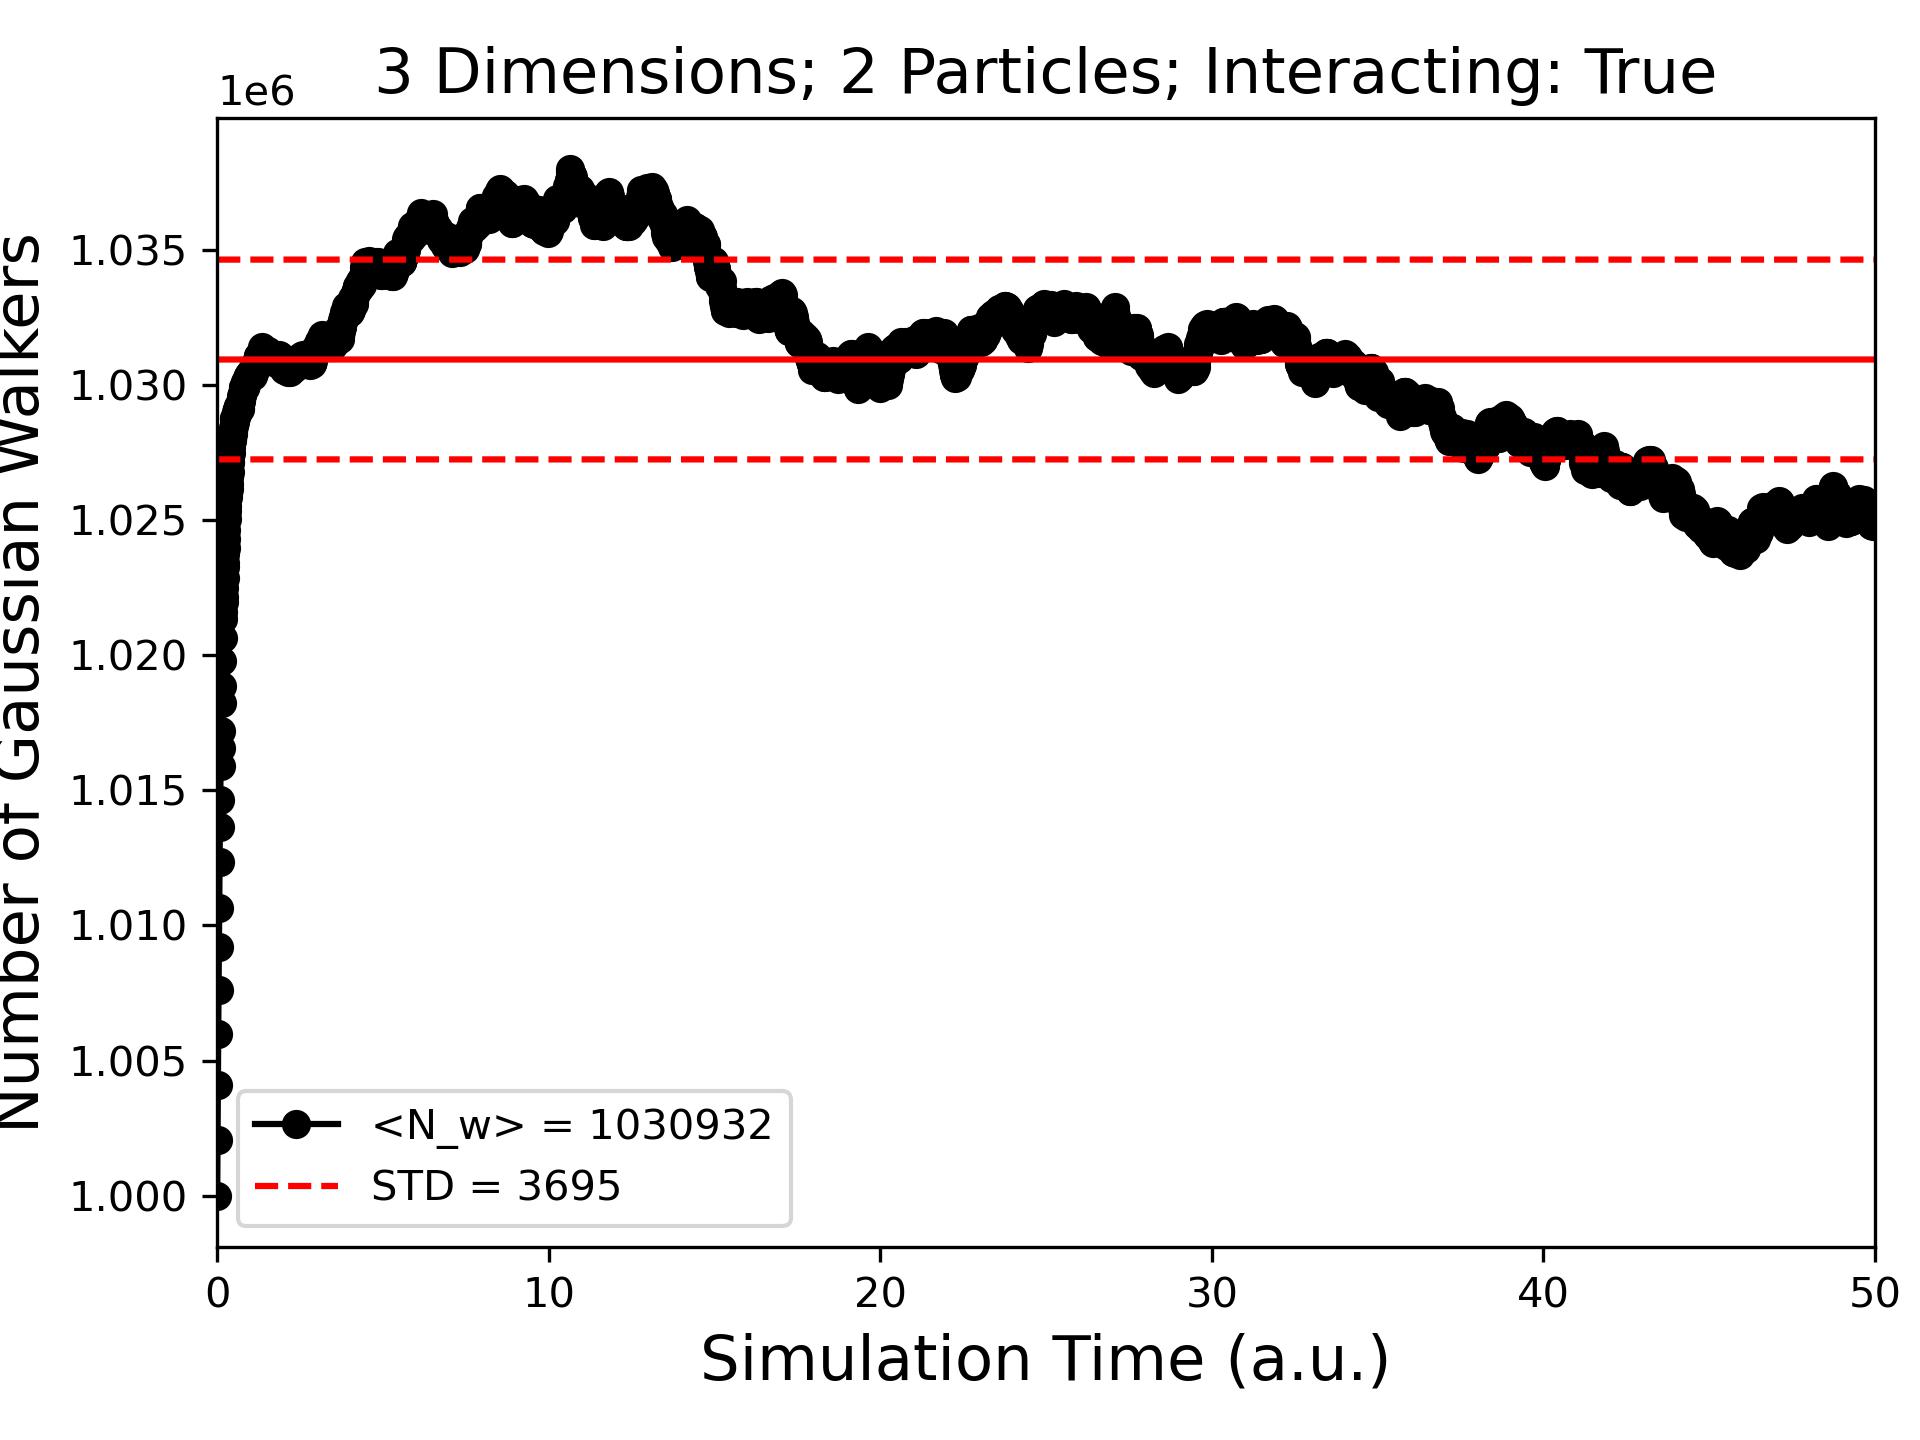 3 Dimensions; 2 Particles; Interacting: True
1e6
Number of Gaussian Walkers
1.035
1.030
1.025
1.020
1.015
1.010
1.005
1.000
<N_w> = 1030932
STD = 3695
0 10 20 30 40 50
Simulation Time (a.u.)